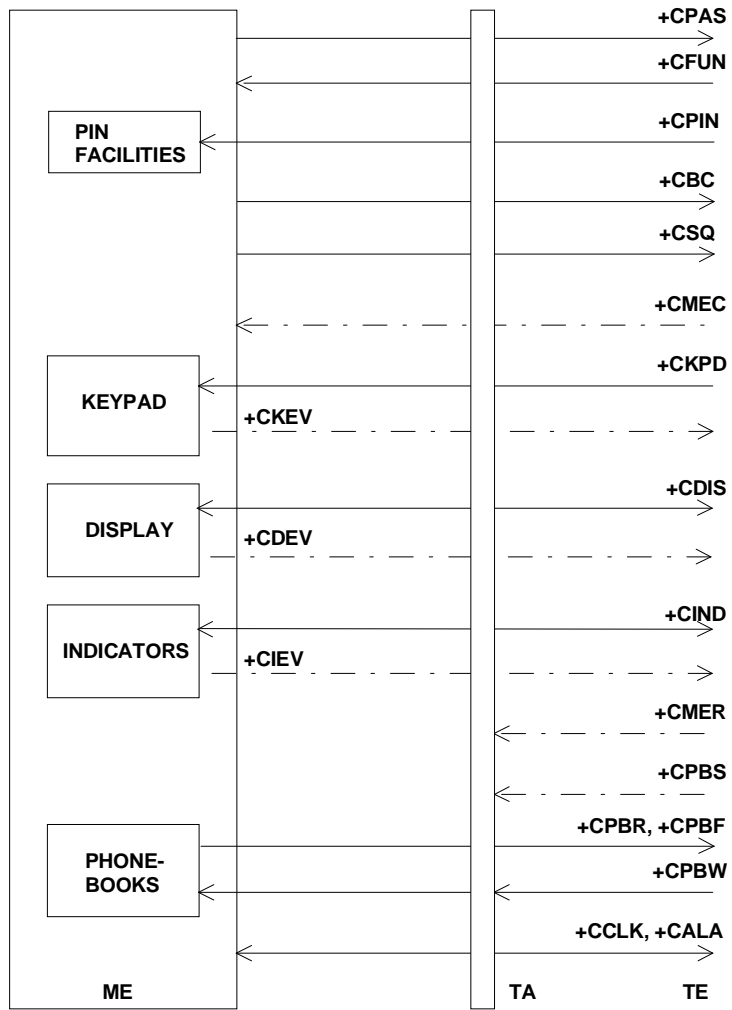 +CPAS
+CFUN
PIN
FACILITIES
+CPIN
+CBC
+CSQ
+CMEC
+CKPD
KEYPAD
+CKEV
+CDIS
DISPLAY
+CDEV
+CIND
INDICATORS
+CIEV
+CMER
+CPBS
+CPBR, +CPBF
PHONE-
BOOKS
+CPBW
+CCLK, +CALA
ME
TA
TE